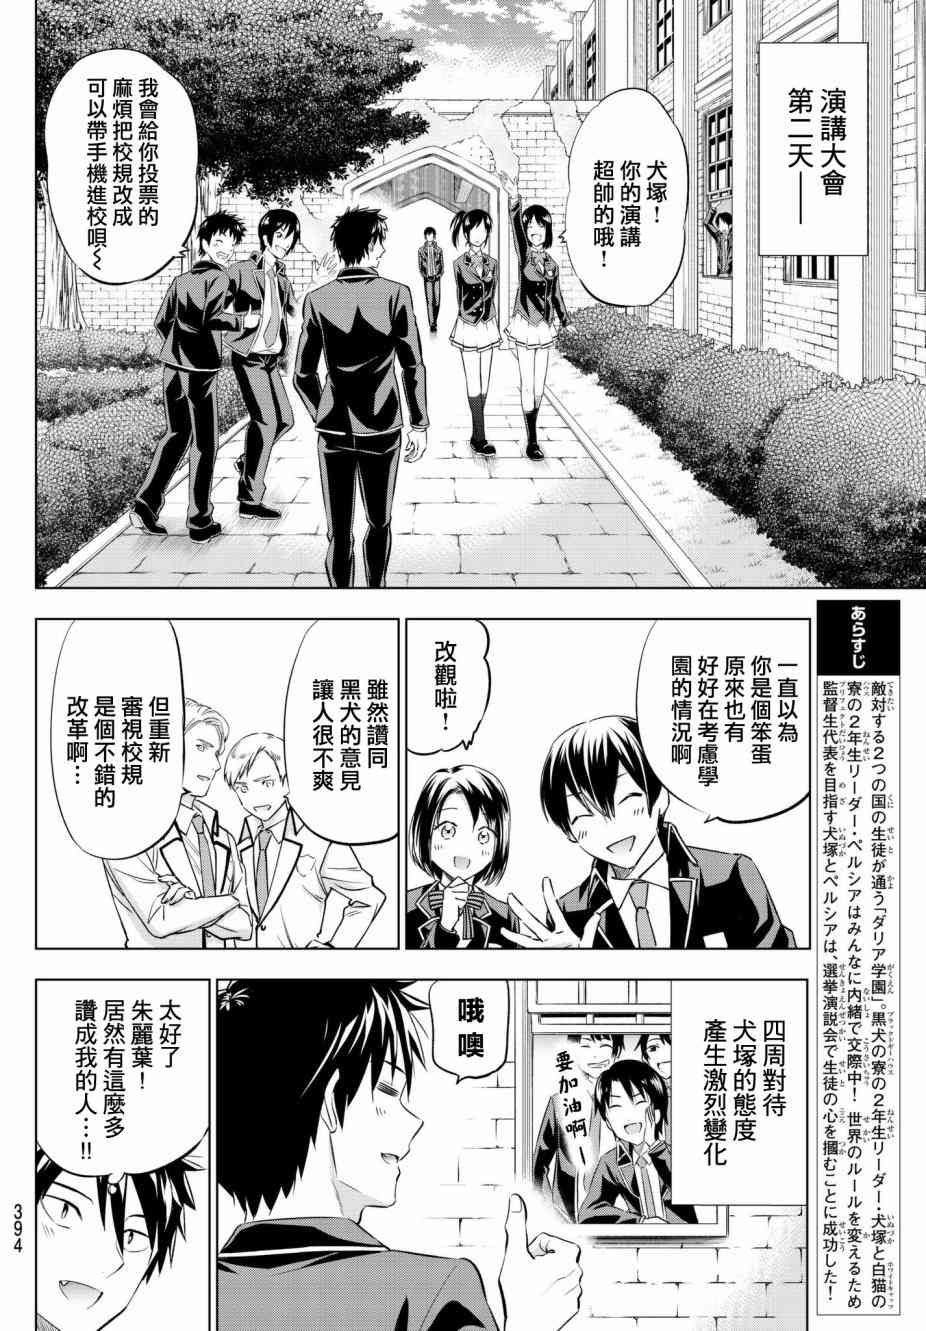 演講大會
第二天——
犬塚！
你的演講
超帥的哦！
我會給你投票的
麻煩把校規改成
可以帶手機進校唄～
あらすじ
敵対する2つの国の生徒が通う「ダリア学園」。黒犬の寮の2年生リーダー・犬塚と白猫の
寮の2年生リーダー・ペルシアはみんなに内緒で交際中！ 世界のルールを変えるため
監督生代表を目指す犬塚とペルシアは、選挙演説会で生徒の心を掴むことに成功した！
一直以為
你是個笨蛋
原來也有
好好在考慮學
園的情況啊
改觀啦！
雖然讚同
黑犬的意見
讓人很不爽
但重新
審視校規
是個不錯的
改革啊…
四周對待
犬塚的態度
產生激烈變化
要加油啊—
哦噢
太好了
朱麗葉！
居然有這麼多
讚成我的人…!!
394